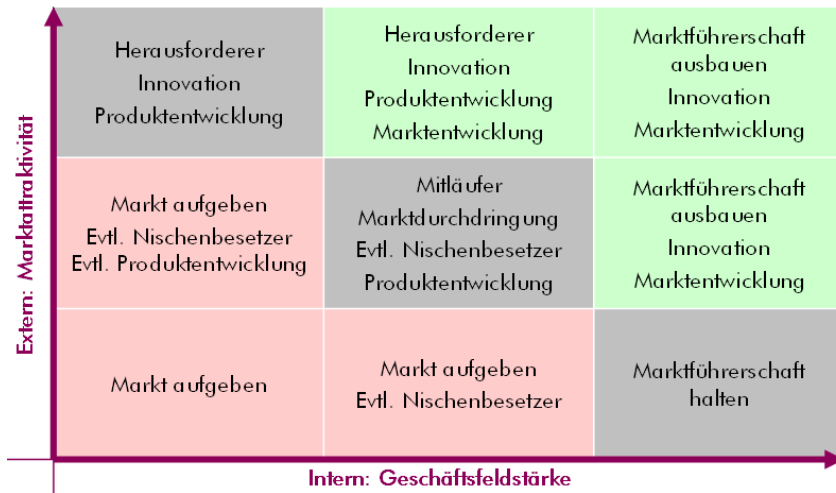 Herausforderer
Innovation
Produktentwicklung
Herausforderer
Innovation
Produktentwicklung
Marktentwicklung
Marktführerschaft
ausbauen
Innovation
Marktentwicklung
Extern: Marktattraktivität
Markt aufgeben
Evtl. Nischenbesetzer
Evtl. Produktentwicklung
Mitläufer
Marktdurchdringung
Evtl. Nischenbesetzer
Produktentwicklung
Marktführerschaft
ausbauen
Innovation
Marktentwicklung
Markt aufgeben
Markt aufgeben
Evtl. Nischenbesetzer
Marktführerschaft
halten
Intern: Geschäftsfeldstärke